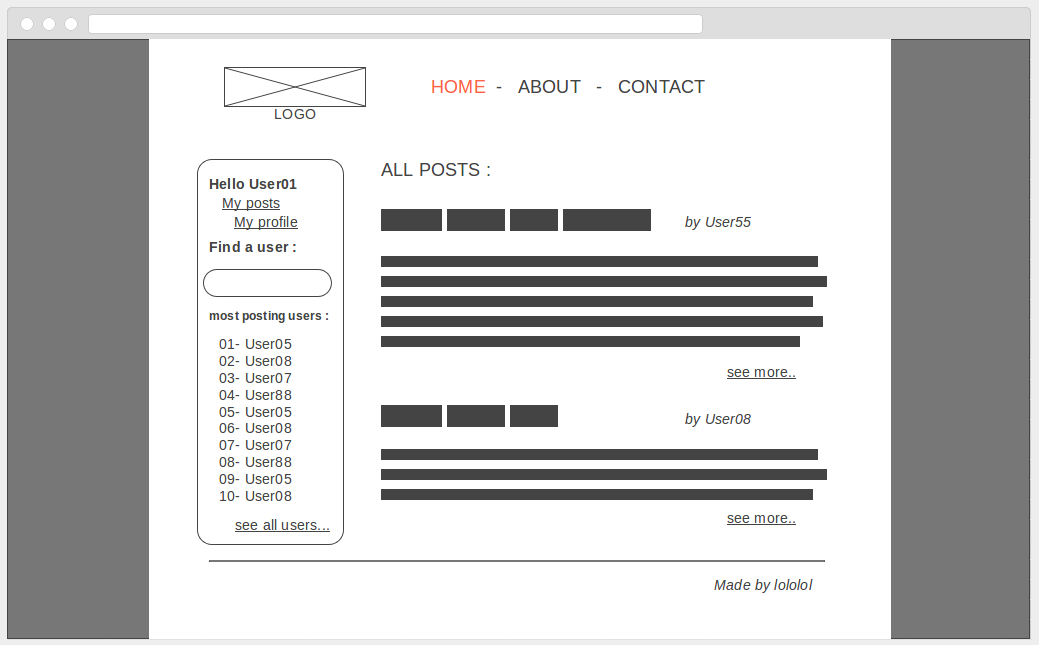 HOME - ABOUT - CONTACT
LOGO
Hello User01
My posts
My profile
Find a user :
most posting users :
01- User05
02- User08
03- User07
04- User88
05- User05
06- User08
07- User07
08- User88
09- User05
10- User08
see all users...
ALL POSTS :
by User55
see more..
by User08
see more..
Made by lololol